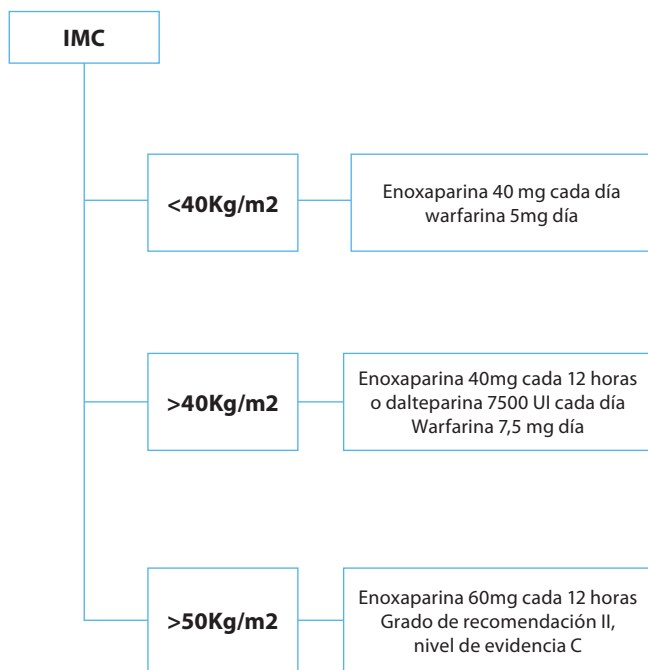 IMC
<40Kg/m2
Enoxaparina 40 mg cada día
warfarina 5mg día
>40Kg/m2
Enoxaparina 40mg cada 12 horas
o dalteparina 7500 UI cada día
Warfarina 7,5 mg día
>50Kg/m2
Enoxaparina 60mg cada 12 horas
Grado de recomendación II,
nivel de evidencia C